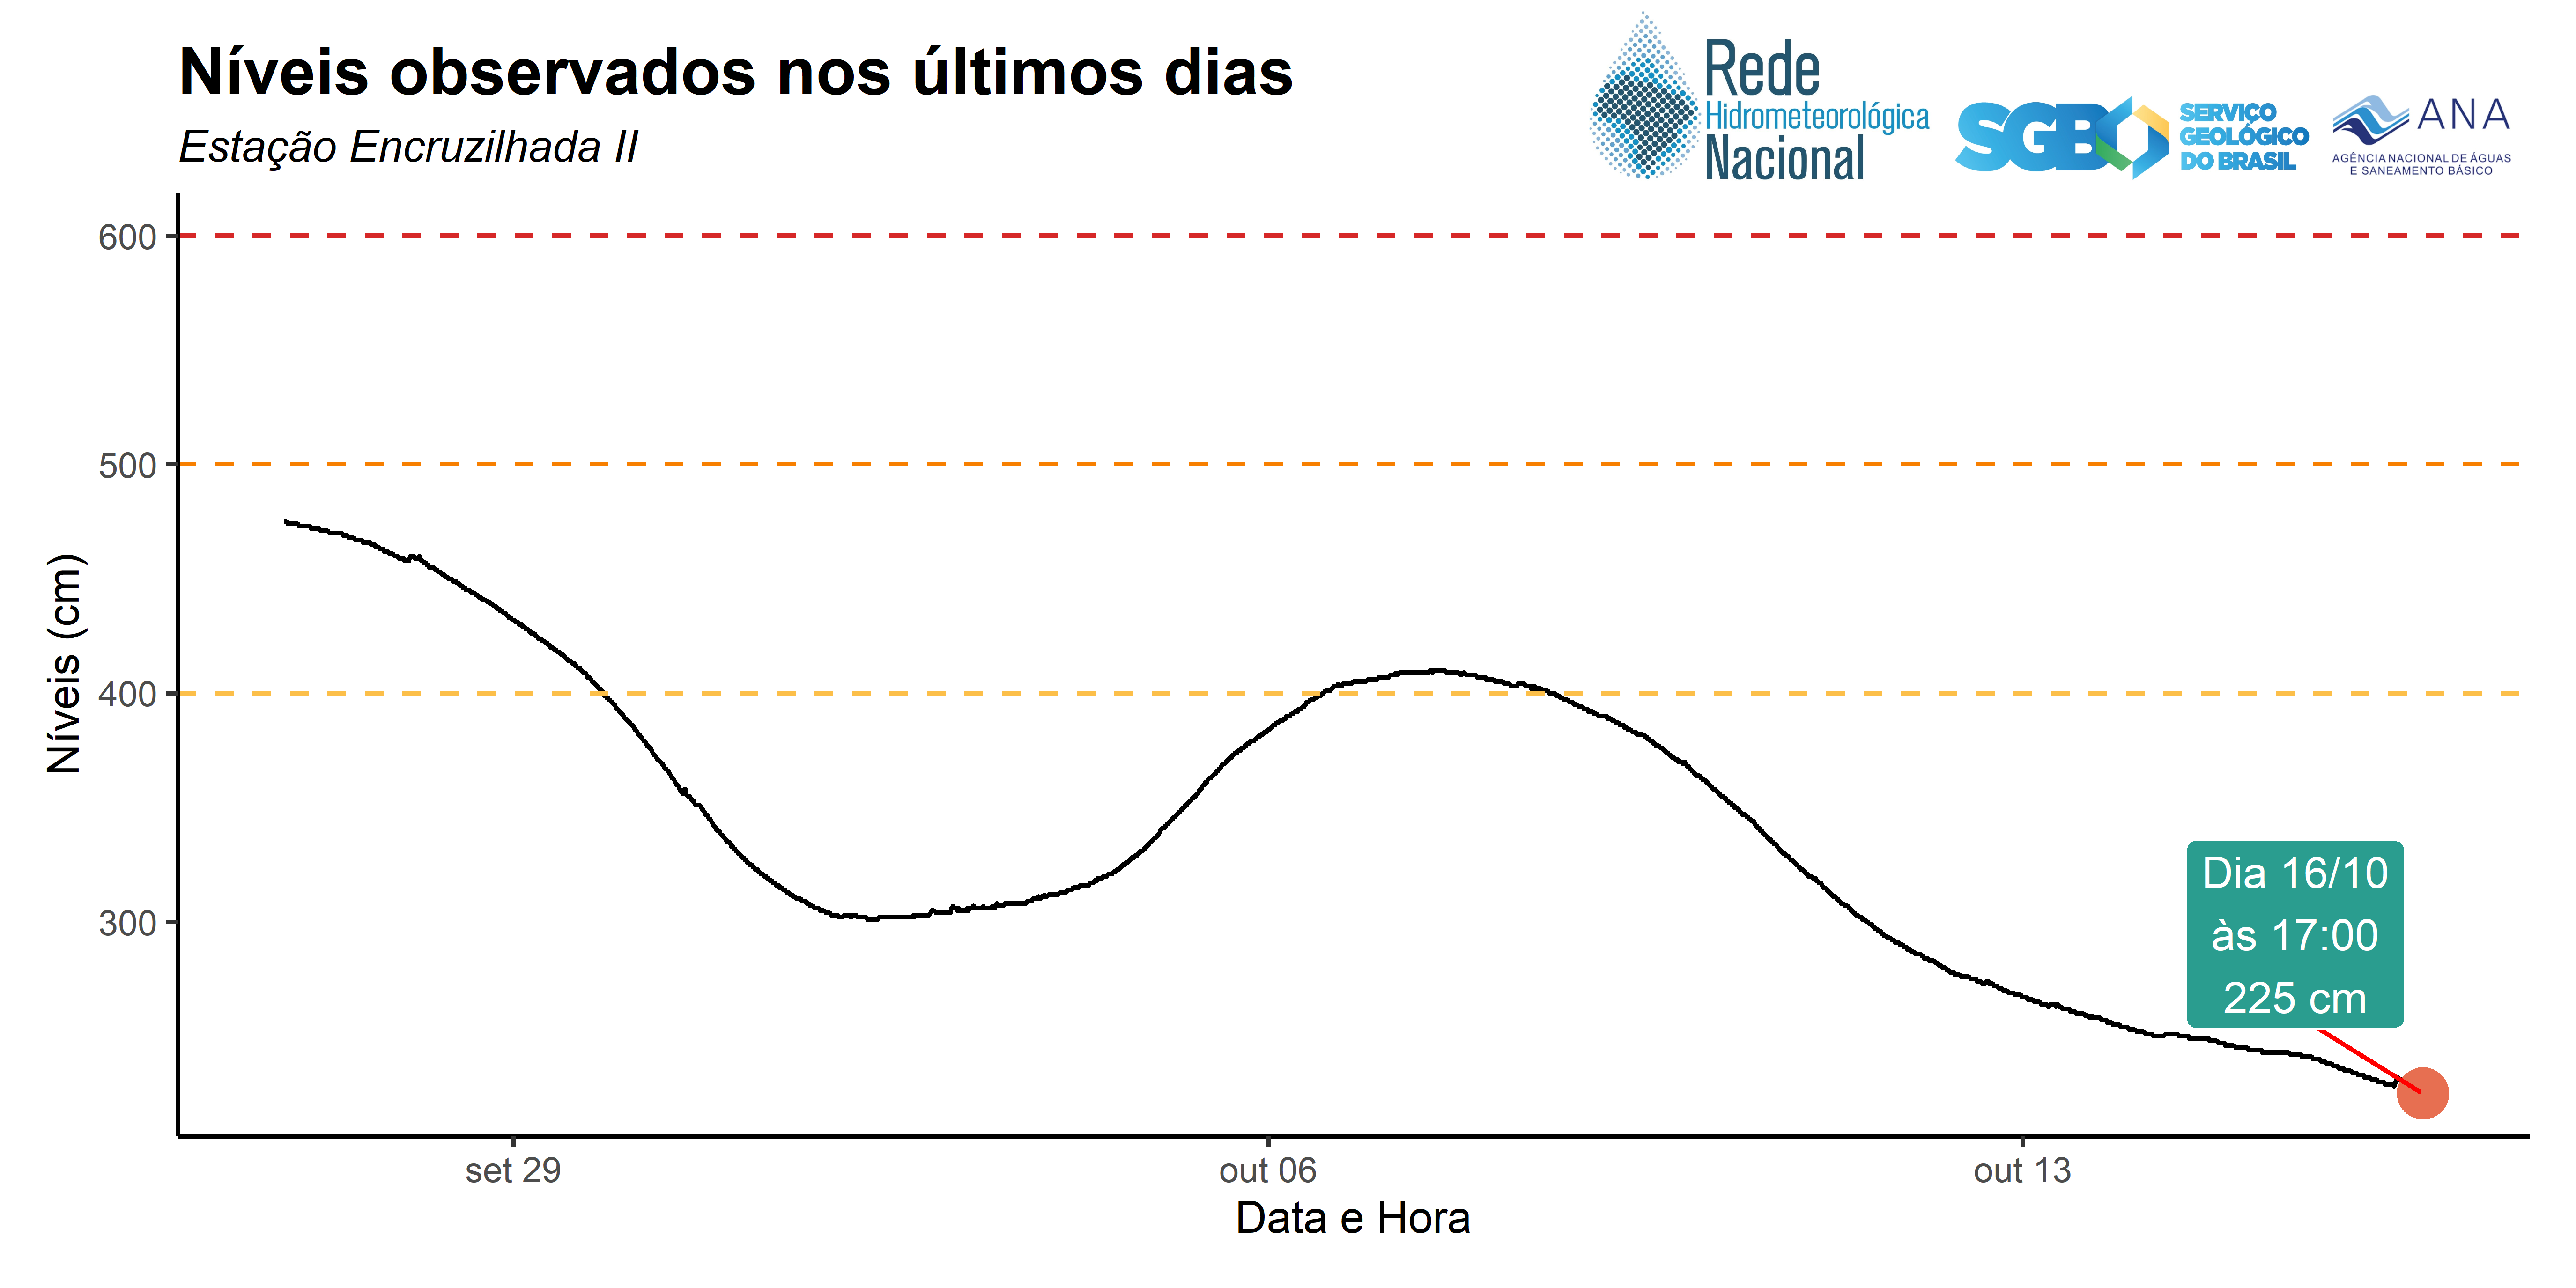 Níveis observados nos últimos dias
Estação Encruzilhada II
Rede
Hidrometeorológica
Nacional
SGB
SERVIÇO
GEOLÓGICO
DO BRASIL
ANA
AGÊNCIA NACIONAL DE ÁGUAS
E SANEAMENTO BÁSICO
600
500
400
300
Níveis (cm)
Dia 16/10
às 17:00
225 cm
set 29
out 06
out 13
Data e Hora